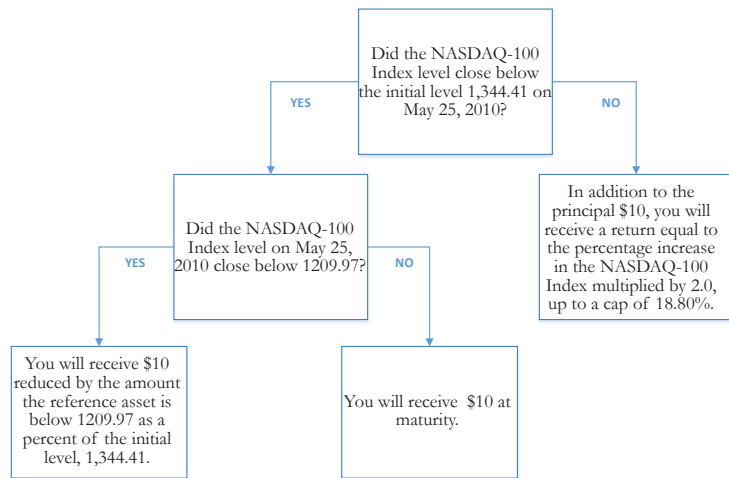 Did the NASDAQ-100
Index level close below
the initial level 1,344.41 on
May 25, 2010?
YES
NO
Did the NASDAQ-100
Index level on May 25,
2010 close below 1209.97?
In addition to the
principal $10, you will
receive a return equal to
the percentage increase
in the NASDAQ-100
Index multiplied by 2.0,
up to a cap of 18.80%.
YES
NO
You will receive $10
reduced by the amount
the reference asset is
below 1209.97 as a
percent of the initial
level, 1,344.41.
You will receive $10 at
maturity.